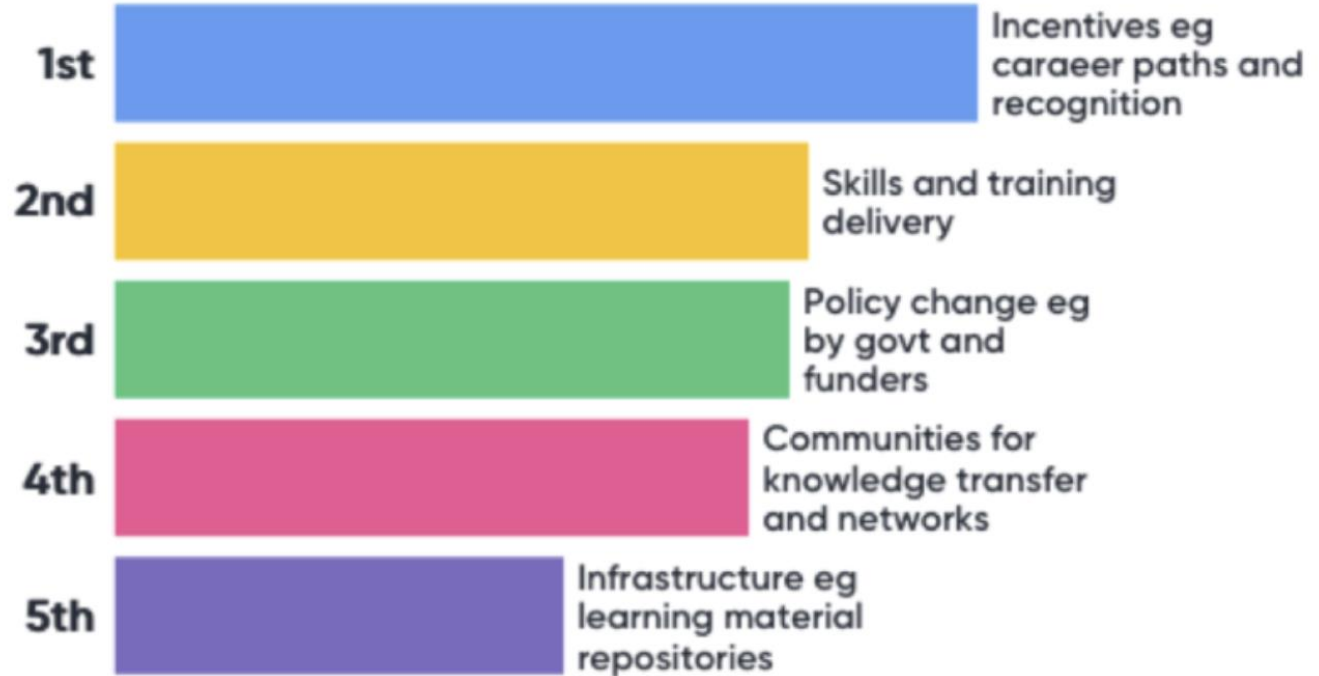 1st
Incentives eg
caraeer paths and
recognition
2nd
Skills and training
delivery
3rd
Policy change eg
by govt and
funders
4th
Communities for
knowledge transfer
and networks
5th
Infrastructure eg
learning material
repositories